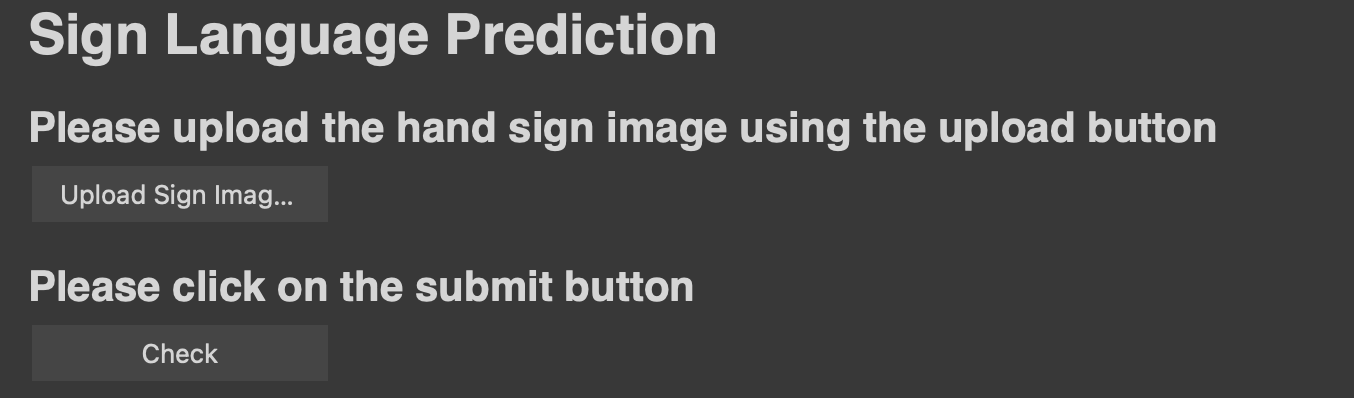 Sign Language Prediction
Please upload the hand sign image using the upload button
Upload Sign Imag...
Please click on the submit button
Check